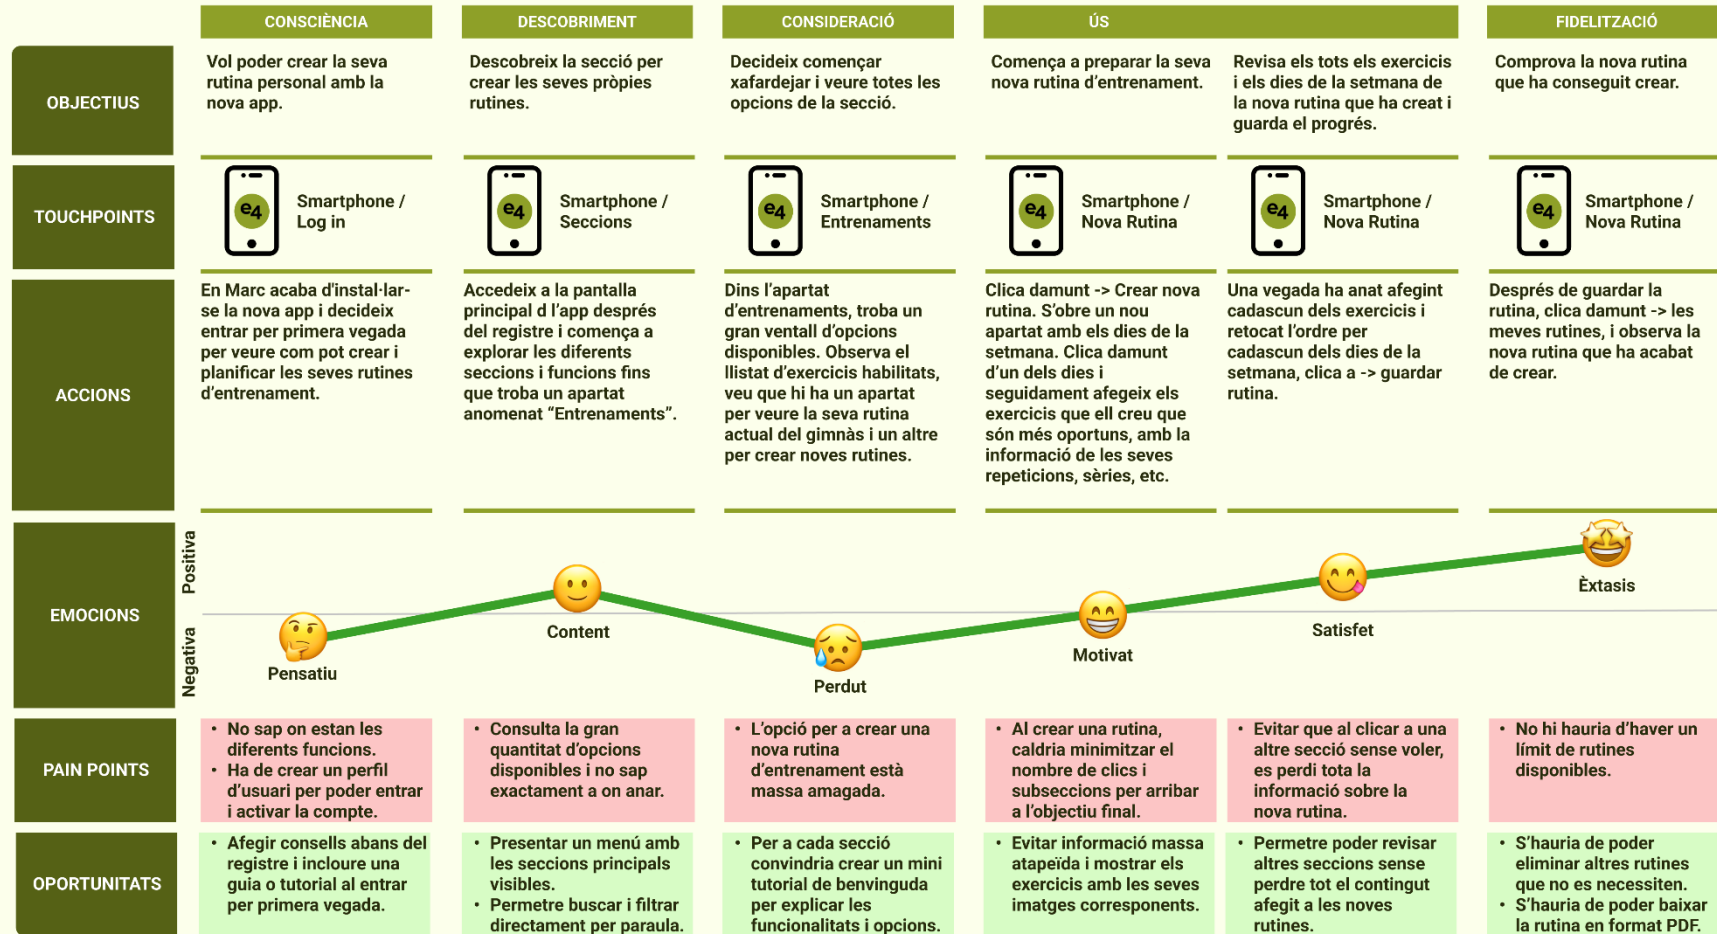 CONSCIÈNCIA
DESCOBRIMENT
CONSIDERACIÓ
ÚS
FIDELITZACIÓ
OBJECTIUS
Vol poder crear la seva
rutina personal amb la
nova app.
Descobreix la secció per
crear les seves pròpies
rutines.
Decideix començar
xafardejar i veure totes les
opcions de la secció.
Comença a preparar la seva
nova rutina d'entrenament.
Revisa els tots els exercicis
i els dies de la setmana de
la nova rutina que ha creat i
guarda el progrés.
Comprova la nova rutina
que ha conseguit crear.
TOUCHPOINTS
e4
Smartphone /
Log in
e4
Smartphone /
Seccions
e4
Smartphone /
Entrenaments
e4
Smartphone /
Nova Rutina
e4
Smartphone /
Nova Rutina
e4
Smartphone /
Nova Rutina
ACCIONS
En Marc acaba d'instal·lar-
se la nova app i decideix
entrar per primera vegada
per veure com pot crear i
planificar les seves rutines
d'entrenament.
Accedeix a la pantalla
principal d l'app després
del registre i comença a
explorar les diferents
seccions i funcions fins
que troba un apartat
anomenat “Entrenaments”.
Dins l'apartat
d'entrenaments, troba un
gran ventall d'opcions
disponibles. Observa el
llistat d'exercicis habilitats,
veu que hi ha un apartat
per veure la seva rutina
actual del gimnàs i un altre
per crear noves rutines.
Clica damunt -> Crear nova
rutina. S'obre un nou
apartat amb els dies de la
setmana. Clica damunt
d'un dels dies i
seguidament afegeix els
exercicis que ell creu que
són més oportuns, amb la
informació de les seves
repeticions, sèries, etc.
Una vegada ha anat afegint
cadascun dels exercicis i
retocat l'ordre per
cadascun dels dies de la
setmana, clica a -> guardar
rutina.
Després de guardar la
rutina, clica damunt -> les
meves rutines, i observa la
nova rutina que ha acabat
de crear.
EMOCIONS
Positiva
Negativa
Pensatiu
Content
Perdut
Motivat
Satisfet
Èxtasis
PAIN POINTS
• No sap on estan les
diferents funcions.
• Ha de crear un perfil
d'usuari per poder entrar
i activar la compte.
• Consulta la gran
quantitat d'opcions
disponibles i no sap
exactament a on anar.
• L'opció per a crear una
nova rutina
d'entrenament està
massa amagada.
• Al crear una rutina,
caldria minimitzar el
nombre de clics i
subseccions per arribar
a l'objectiu final.
• Evitar que al clicar a una
altre secció sense voler,
es perdi tota la
informació sobre la
nova rutina.
• No hi hauria d'haver un
límit de rutines
disponibles.
OPORTUNITATS
• Afegir consells abans del
registre i incloure una
guia o tutorial al entrar
per primera vegada.
• Presentar un menú amb
les seccions principals
visibles.
• Permetre buscar i filtrar
directament per paraula.
• Per a cada secció
convindria crear un mini
tutorial de benvinguda
per explicar les
funcionalitats i opcions.
• Evitar informació massa
atapeïda i mostrar els
exercicis amb les seves
imatges corresponents.
• Permetre poder revisar
altres seccions sense
perdre tot el contingut
afegit a les noves
rutines.
• S'hauria de poder
eliminar altres rutines
que no es necessiten.
• S'hauria de poder baixar
la rutina en format PDF.